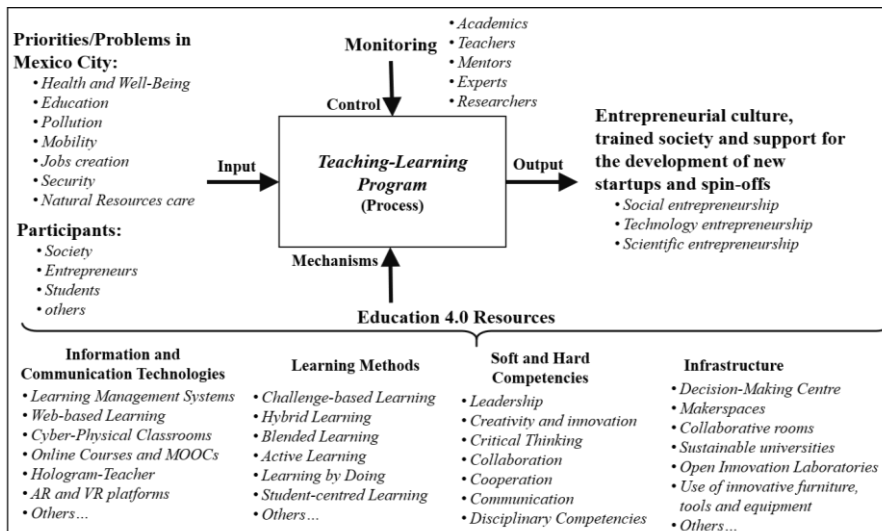 Priorities/Problems in
Mexico City:
• Health and Well-Being
• Education
• Pollution
• Mobility
• Jobs creation
• Security
• Natural Resources care
Participants:
• Society
• Entrepreneurs
• Students
• others
Input
Monitoring
• Academics
• Teachers
• Mentors
• Experts
• Researchers
Control
Teaching-Learning
Program
(Process)
Mechanisms
Output
Entrepreneurial culture,
trained society and support for
the development of new
startups and spin-offs
• Social entrepreneurship
• Technology entrepreneurship
• Scientific entrepreneurship
Education 4.0 Resources
Information and
Communication Technologies
• Learning Management Systems
• Web-based Learning
• Cyber-Physical Classrooms
• Online Courses and MOOCs
• Hologram-Teacher
• AR and VR platforms
• Others…
Learning Methods
• Challenge-based Learning
• Hybrid Learning
• Blended Learning
• Active Learning
• Learning by Doing
• Student-centred Learning
• Others…
Soft and Hard
Competencies
• Leadership
• Creativity and innovation
• Critical Thinking
• Collaboration
• Cooperation
• Communication
• Disciplinary Competencies
Infrastructure
• Decision-Making Centre
• Makerspaces
• Collaborative rooms
• Sustainable universities
• Open Innovation Laboratories
• Use of innovative furniture,
tools and equipment
• Others…